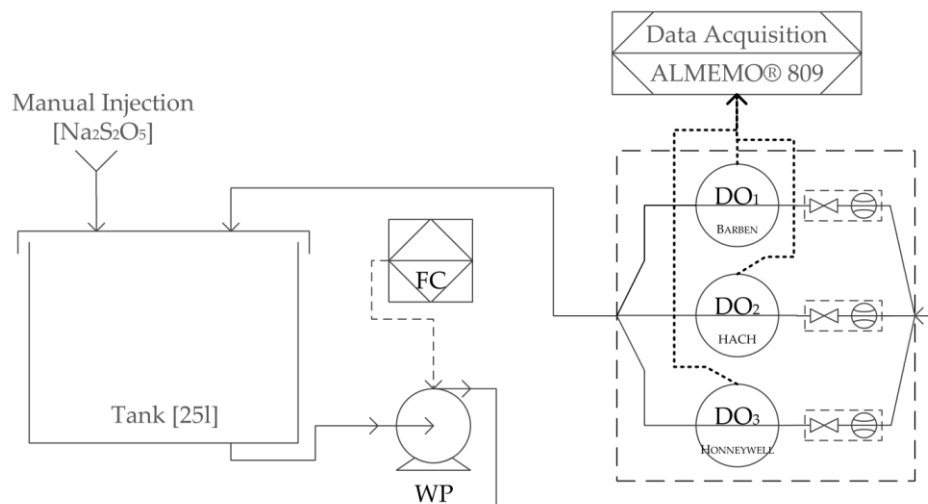 Data Acquisition
ALMEMO® 809
Manual Injection
[Na₂S₂O₅]
DO₁
BARBEN
FC
DO₂
HACH
Tank [25l]
DO₃
HONNEYWELL
WP